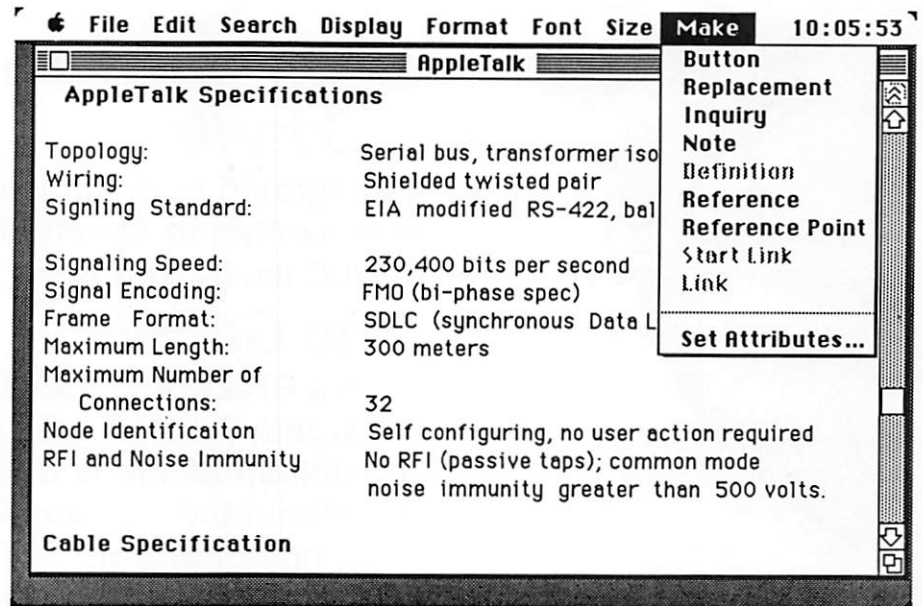 File Edit Search Display Format Font Size Make 10:05:53
AppleTalk
AppleTalk Specifications
Topology: Serial bus, transformer iso
Wiring: Shielded twisted pair
Signling Standard: EIA modified RS-422, bal
Signaling Speed: 230,400 bits per second
Signal Encoding: FM0 (bi-phase spec)
Frame Format: SDLC (synchronous Data L
Maximum Length: 300 meters
Maximum Number of
Connections: 32
Node Identificaiton Self configuring, no user action required
RFI and Noise Immunity No RFI (passive taps); common mode
noise immunity greater than 500 volts.
Cable Specification
Button
Replacement
Inquiry
Note
Definition
Reference
Reference Point
Start Link
Link
Set Attributes...